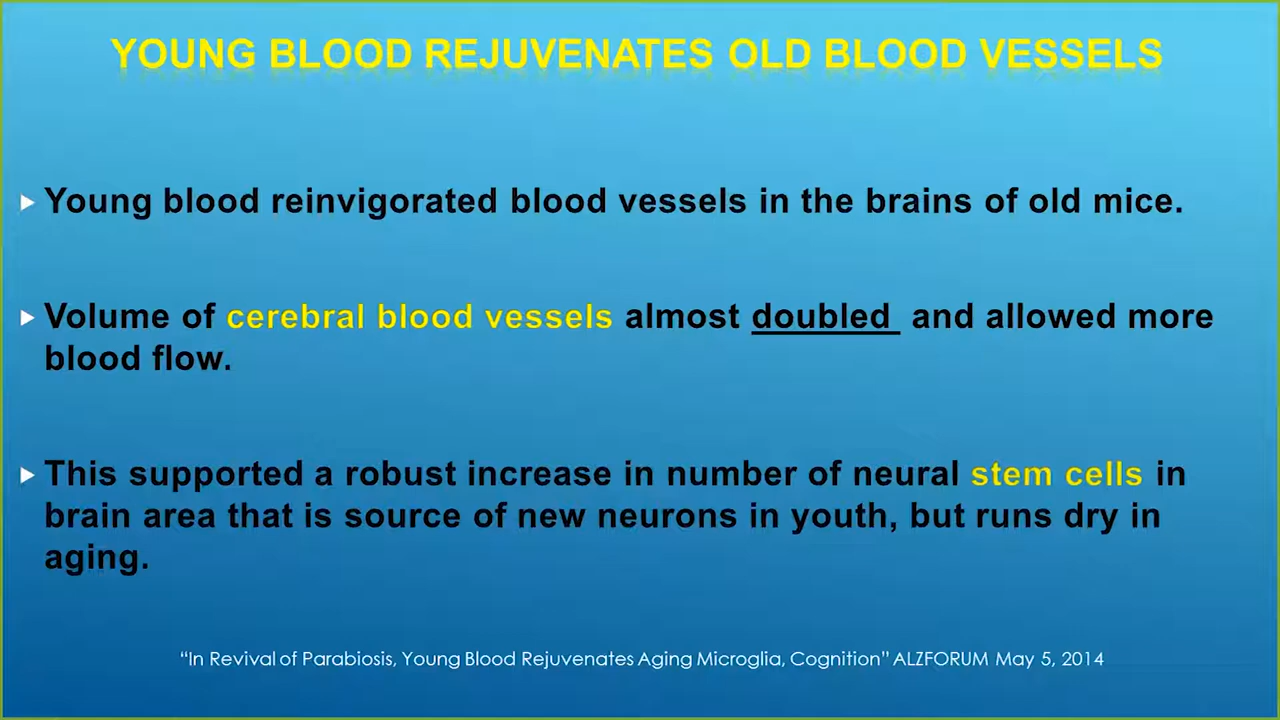 YOUNG BLOOD REJUVENATES OLD BLOOD VESSELS
Young blood reinvigorated blood vessels in the brains of old mice.
Volume of cerebral blood vessels almost doubled and allowed more
blood flow.
This supported a robust increase in number of neural stem cells in
brain area that is source of new neurons in youth, but runs dry in
aging.
“In Revival of Parabiosis, Young Blood Rejuvenates Aging Microglia, Cognition” ALZFORUM May 5, 2014